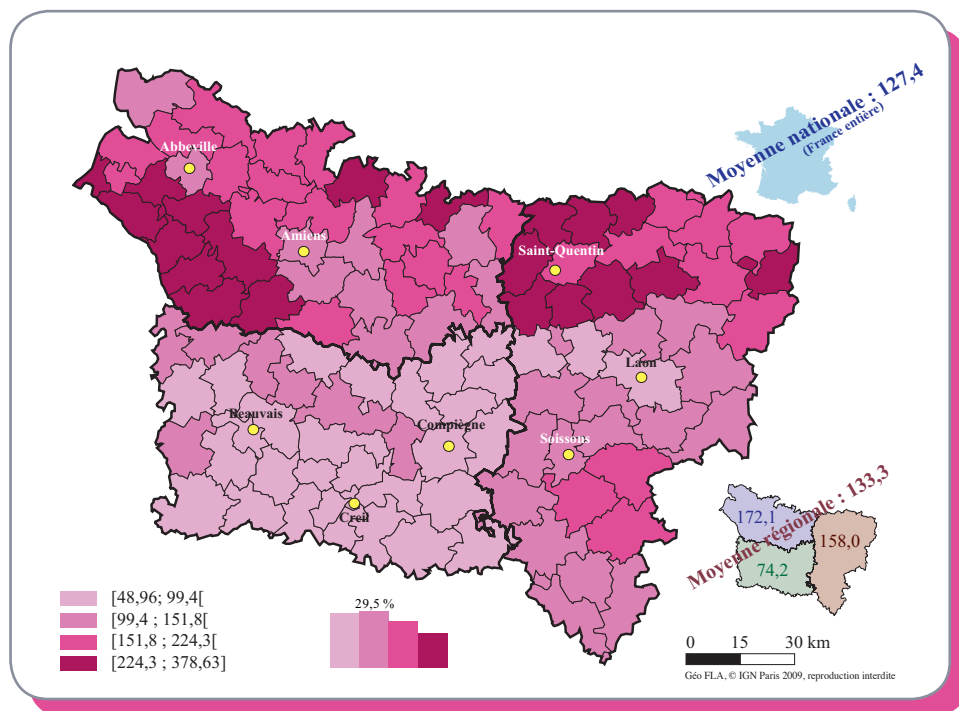 Moyenne nationale : 127,4
(France entière)
Abbeville
Amiens
Saint-Quentin
Laon
Beauvais
Compiègne
Soissons
Creil
Moyenne régionale : 133,3
172,1
158,0
74,2
[48,96; 99,4[
[99,4 ; 151,8[
[151,8 ; 224,3[
[224,3 ; 378,63]
29,5 %
0 15 30 km
Géo FLA, © IGN Paris 2009, reproduction interdite